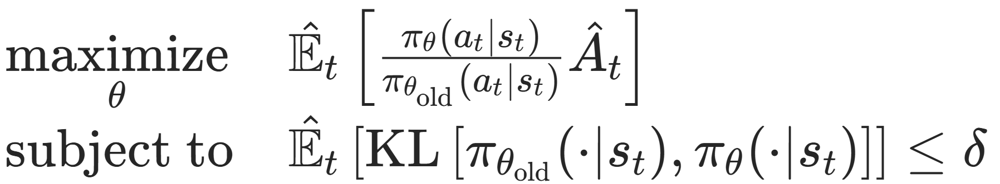 maximize_θ Ê_t [ π_θ(a_t|s_t) / π_θ_old(a_t|s_t) Â_t ]
subject to Ê_t [KL [π_θ_old(·|s_t), π_θ(·|s_t)]] ≤ δ